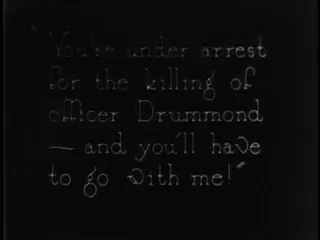 "You're under arrest
for the killing of
officer Drummond
— and you'll have
to go with me!"